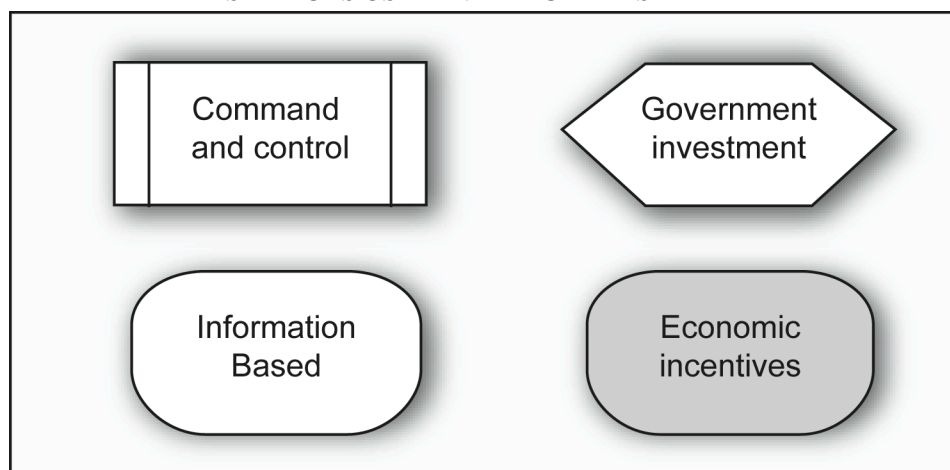 Command
and control
Government
investment
Information
Based
Economic
incentives